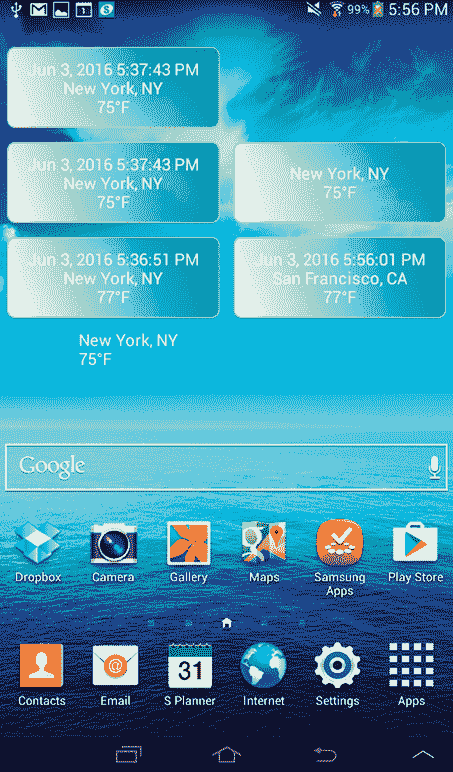 99% 5:56 PM
Jun 3, 2016 5:37:43 PM
New York, NY
75°F
Jun 3, 2016 5:37:43 PM
New York, NY
75°F
New York, NY
75°F
Jun 3, 2016 5:36:51 PM
New York, NY
77°F
Jun 3, 2016 5:56:01 PM
San Francisco, CA
77°F
New York, NY
75°F
Google
Dropbox
Camera
Gallery
Maps
Samsung
Apps
Play Store
31
Contacts
Email
S Planner
Internet
Settings
Apps